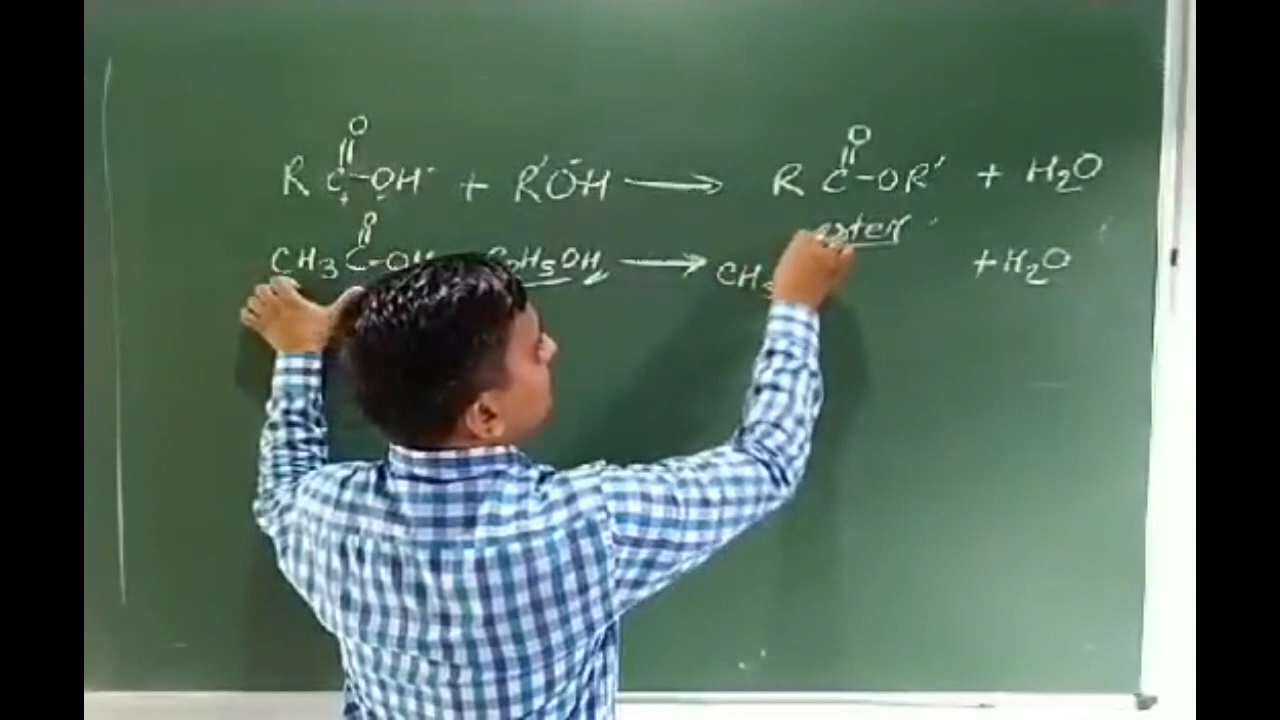 O O
R C-OH + R'OH → R C-OR' + H2O
ester
O
CH3 C-OH C2H5OH → CH3 + H2O